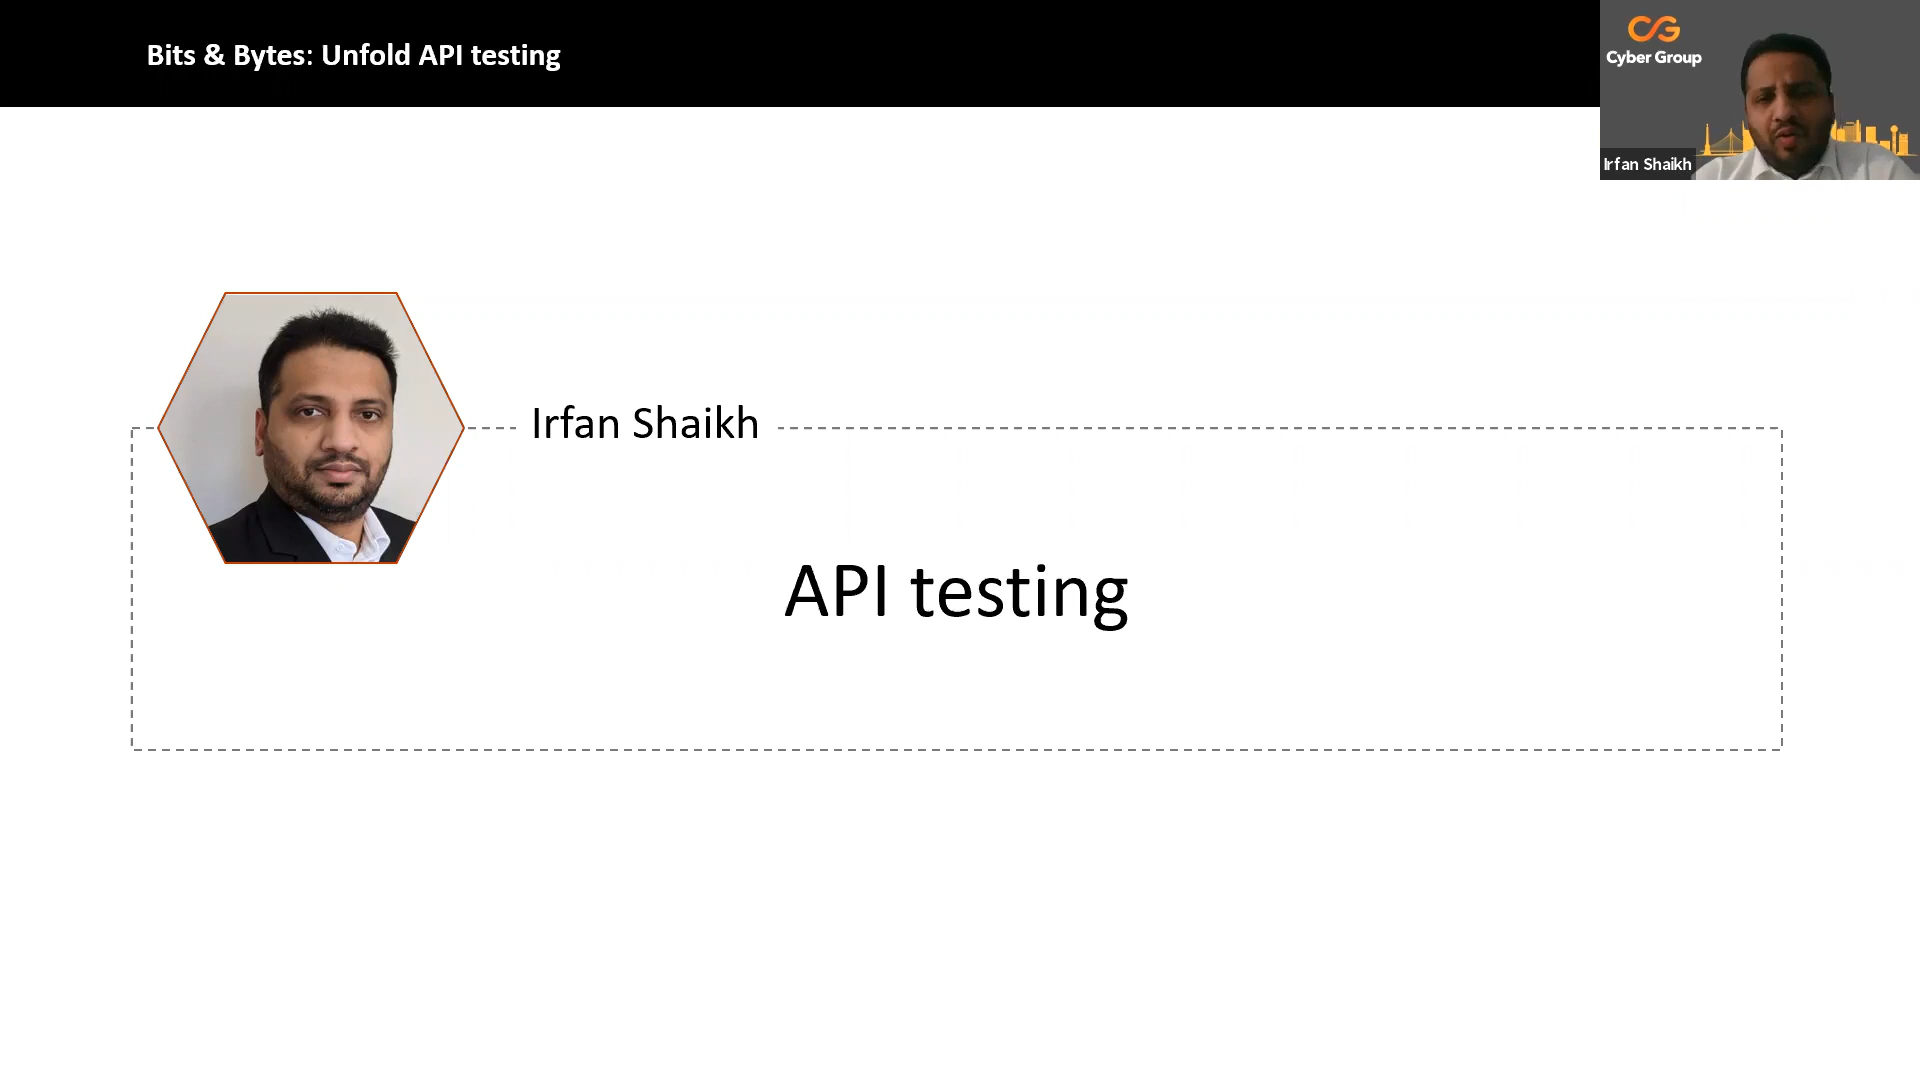 Bits & Bytes: Unfold API testing
Cyber Group
Irfan Shaikh
Irfan Shaikh
API testing